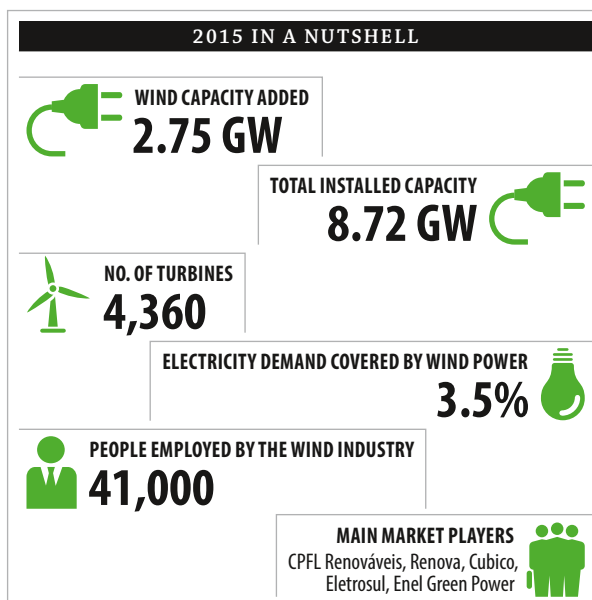 2015 IN A NUTSHELL
WIND CAPACITY ADDED
2.75 GW
TOTAL INSTALLED CAPACITY
8.72 GW
NO. OF TURBINES
4,360
ELECTRICITY DEMAND COVERED BY WIND POWER
3.5%
PEOPLE EMPLOYED BY THE WIND INDUSTRY
41,000
MAIN MARKET PLAYERS
CPFL Renováveis, Renova, Cubico,
Eletrosul, Enel Green Power